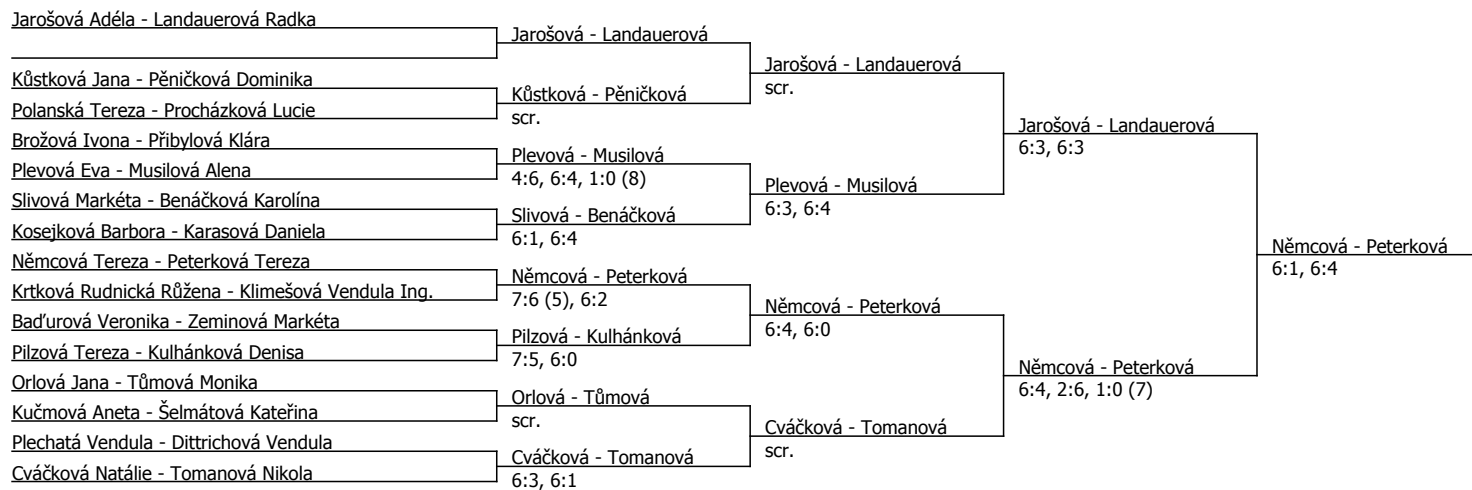 Jarošová Adéla - Landauerová Radka
Kůstková Jana - Pěničková Dominika
Polanská Tereza - Procházková Lucie
Brožová Ivona - Přibylová Klára
Plevová Eva - Musilová Alena
Slivová Markéta - Benáčková Karolína
Kosejková Barbora - Karasová Daniela
Němcová Tereza - Peterková Tereza
Krtková Rudnická Růžena - Klimešová Vendula Ing.
Baďurová Veronika - Zeminová Markéta
Pilzová Tereza - Kulhánková Denisa
Orlová Jana - Tůmová Monika
Kučmová Aneta - Šelmátová Kateřina
Plechatá Vendula - Dittrichová Vendula
Cváčková Natálie - Tomanová Nikola
Jarošová - Landauerová
Kůstková - Pěničková
scr.
Plevová - Musilová
4:6, 6:4, 1:0 (8)
Slivová - Benáčková
6:1, 6:4
Němcová - Peterková
7:6 (5), 6:2
Pilzová - Kulhánková
7:5, 6:0
Orlová - Tůmová
scr.
Cváčková - Tomanová
6:3, 6:1
Jarošová - Landauerová
scr.
Plevová - Musilová
6:3, 6:4
Němcová - Peterková
6:4, 6:0
Cváčková - Tomanová
scr.
Jarošová - Landauerová
6:3, 6:3
Němcová - Peterková
6:4, 2:6, 1:0 (7)
Němcová - Peterková
6:1, 6:4